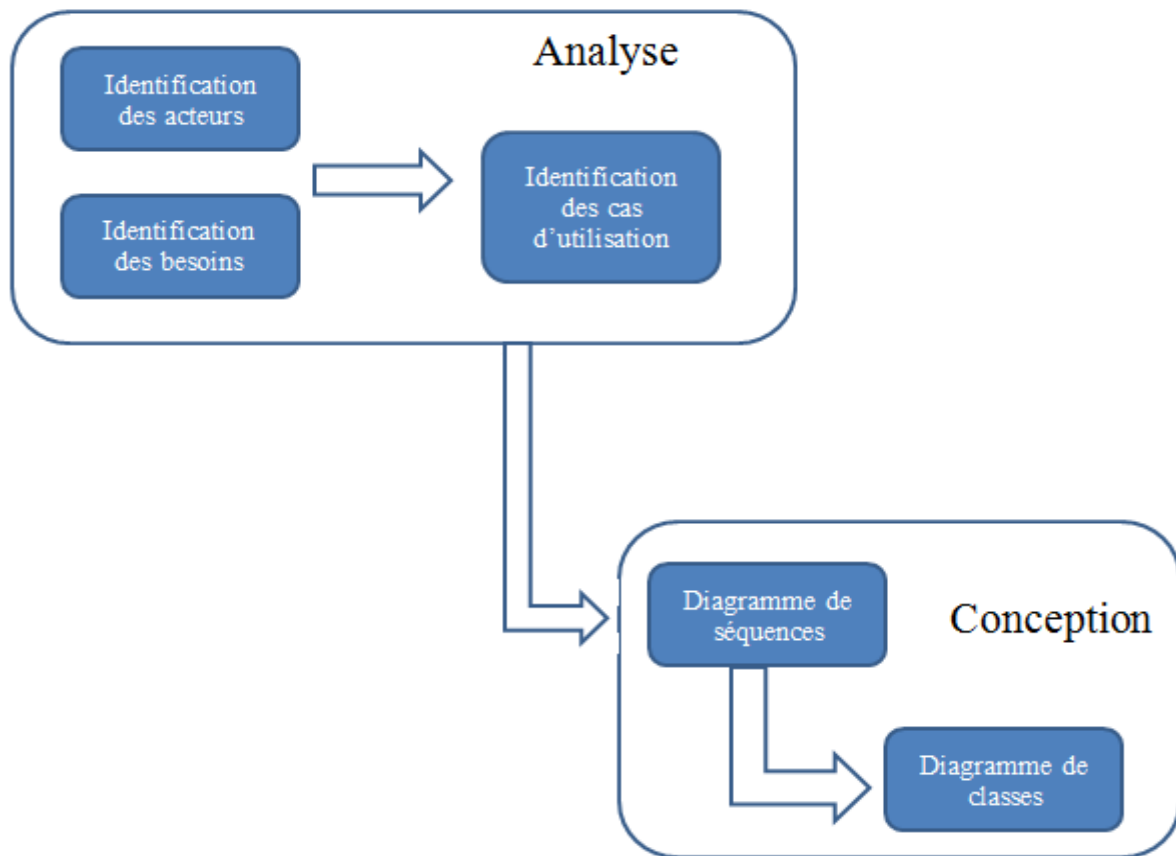 Analyse
Identification
des acteurs
Identification
des besoins
Identification
des cas
d’utilisation
Diagramme de
séquences
Conception
Diagramme de
classes